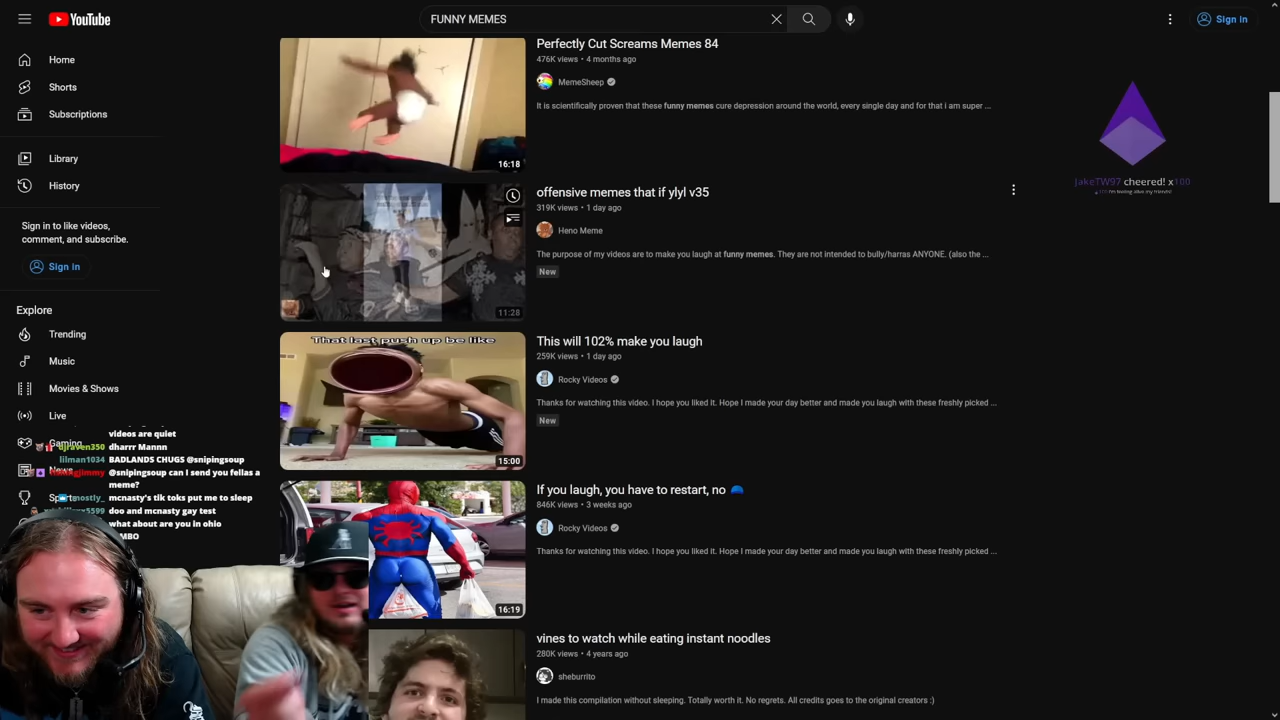 YouTube
FUNNY MEMES
Sign in
Home
Shorts
Subscriptions
Library
History
Sign in to like videos,
comment, and subscribe.
Sign in
Explore
Trending
Music
Movies & Shows
Live
Gaming
News
Sports
Perfectly Cut Screams Memes 84
476K views • 4 months ago
MemeSheep
It is scientifically proven that these funny memes cure depression around the world, every single day and for that i am super ...
16:18
offensive memes that if ylyl v35
319K views • 1 day ago
Heno Meme
The purpose of my videos are to make you laugh at funny memes. They are not intended to bully/harras ANYONE. (also the ...
New
11:28
That last push up be like
This will 102% make you laugh
259K views • 1 day ago
Rocky Videos
Thanks for watching this video. I hope you liked it. Hope I made your day better and made you laugh with these freshly picked ...
New
15:00
If you laugh, you have to restart, no 🧢
846K views • 3 weeks ago
Rocky Videos
Thanks for watching this video. I hope you liked it. Hope I made your day better and made you laugh with these freshly picked ...
16:19
vines to watch while eating instant noodles
280K views • 4 years ago
sheburrito
I made this compilation without sleeping. Totally worth it. No regrets. All credits goes to the original creators :)
JakeTW97 cheered! x100
videos are quiet
djraven350 dharrr Mannn
lilman1034 BADLANDS CHUGS @snipingsoup
@snipingsoup can I send you fellas a
meme?
mostly_ mcnasty's tik toks put me to sleep
doo and mcnasty gay test
what about are you in ohio